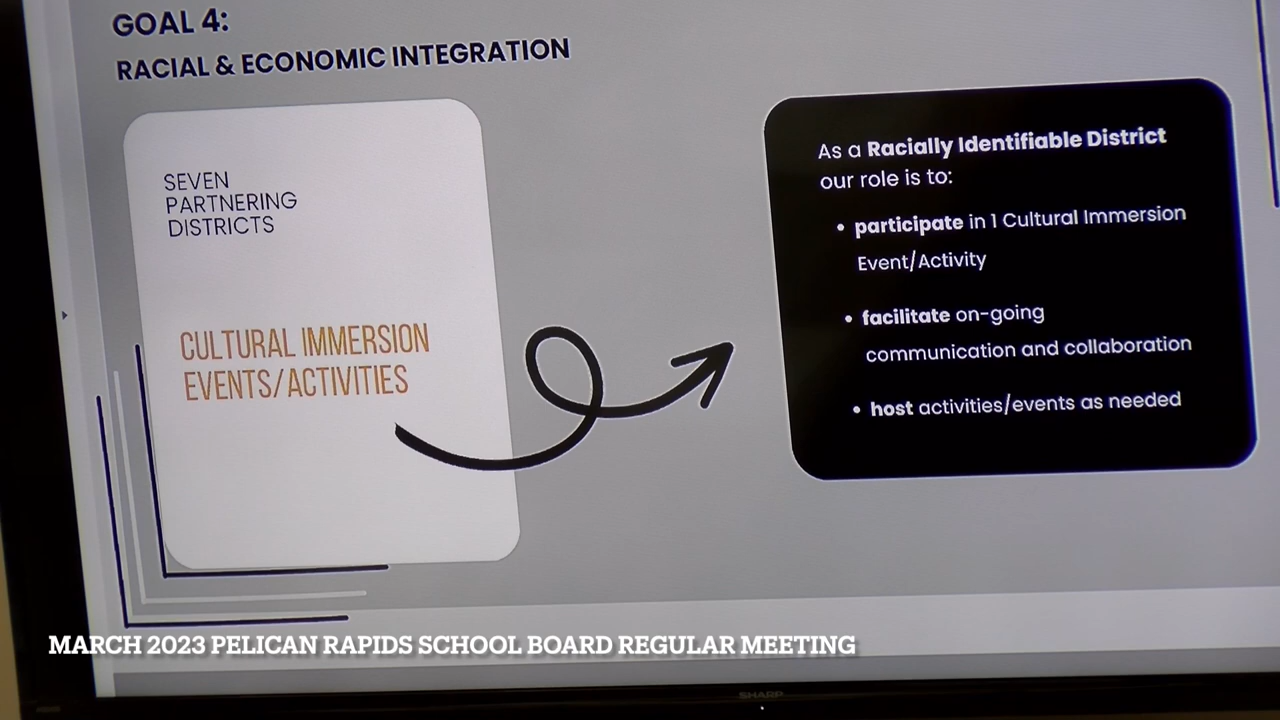 GOAL 4:
RACIAL & ECONOMIC INTEGRATION
SEVEN
PARTNERING
DISTRICTS
CULTURAL IMMERSION
EVENTS/ACTIVITIES
As a Racially Identifiable District
our role is to:
• participate in 1 Cultural Immersion
Event/Activity
• facilitate on-going
communication and collaboration
• host activities/events as needed
MARCH 2023 PELICAN RAPIDS SCHOOL BOARD REGULAR MEETING
SHARP